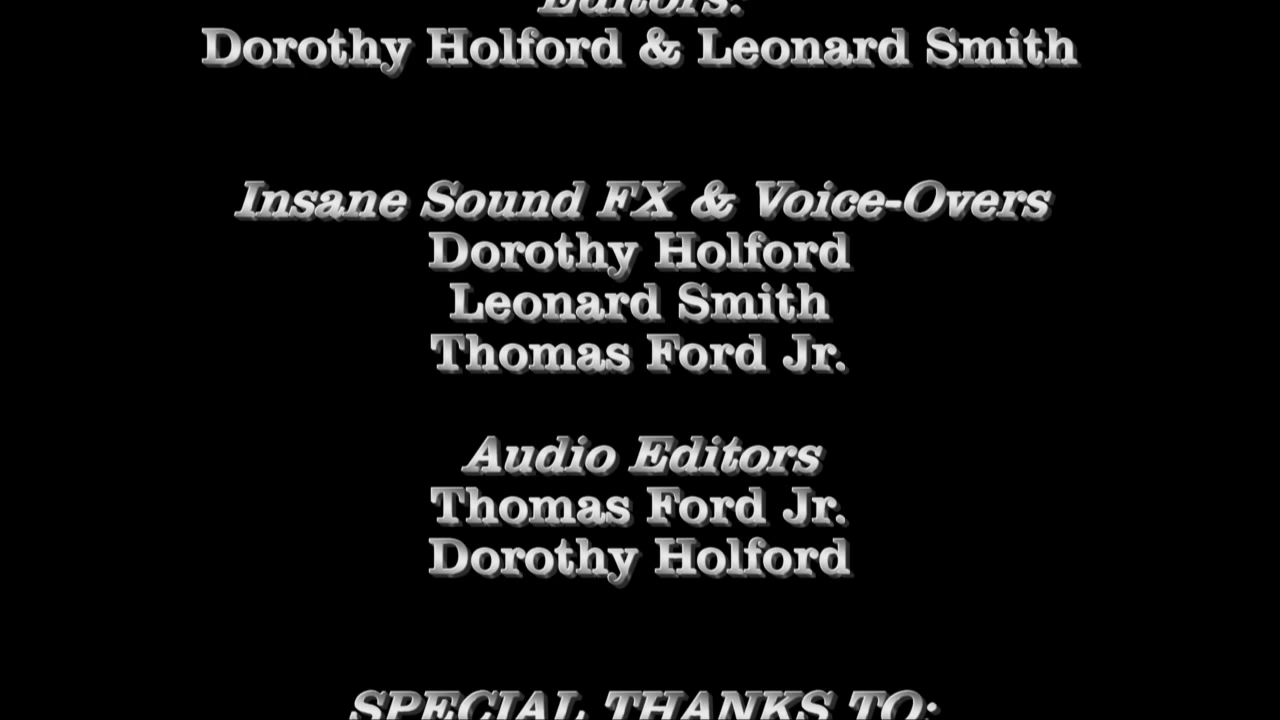 Editors:
Dorothy Holford & Leonard Smith
Insane Sound FX & Voice-Overs
Dorothy Holford
Leonard Smith
Thomas Ford Jr.
Audio Editors
Thomas Ford Jr.
Dorothy Holford
SPECIAL THANKS TO: